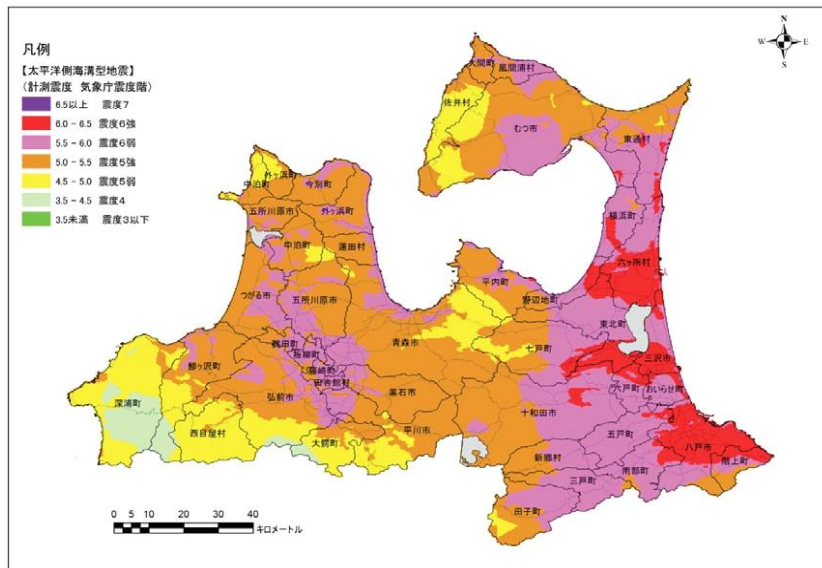 凡例
【太平洋側海溝型地震】
(計測震度 気象庁震度階)
6.5以上 震度7
6.0 - 6.5 震度6強
5.5 - 6.0 震度6弱
5.0 - 5.5 震度5強
4.5 - 5.0 震度5弱
3.5 - 4.5 震度4
3.5未満 震度3以下
N
W E
S
大間町
風間浦村
佐井村
むつ市
東通村
横浜町
六ヶ所村
外ヶ浜町
中泊町
今別町
五所川原市
外ヶ浜町
中泊町
蓬田村
平内町
野辺地町
つがる市
五所川原市
東北町
鶴田町
青森市
七戸町
板柳町
三沢市
鰺ヶ沢町
藤崎町
田舎館村
六戸町
おいらせ町
深浦町
弘前市
黒石市
十和田市
西目屋村
大鰐町
平川市
五戸町
八戸市
階上町
新郷村
南部町
三戸町
田子町
0 5 10 20 30 40
キロメートル